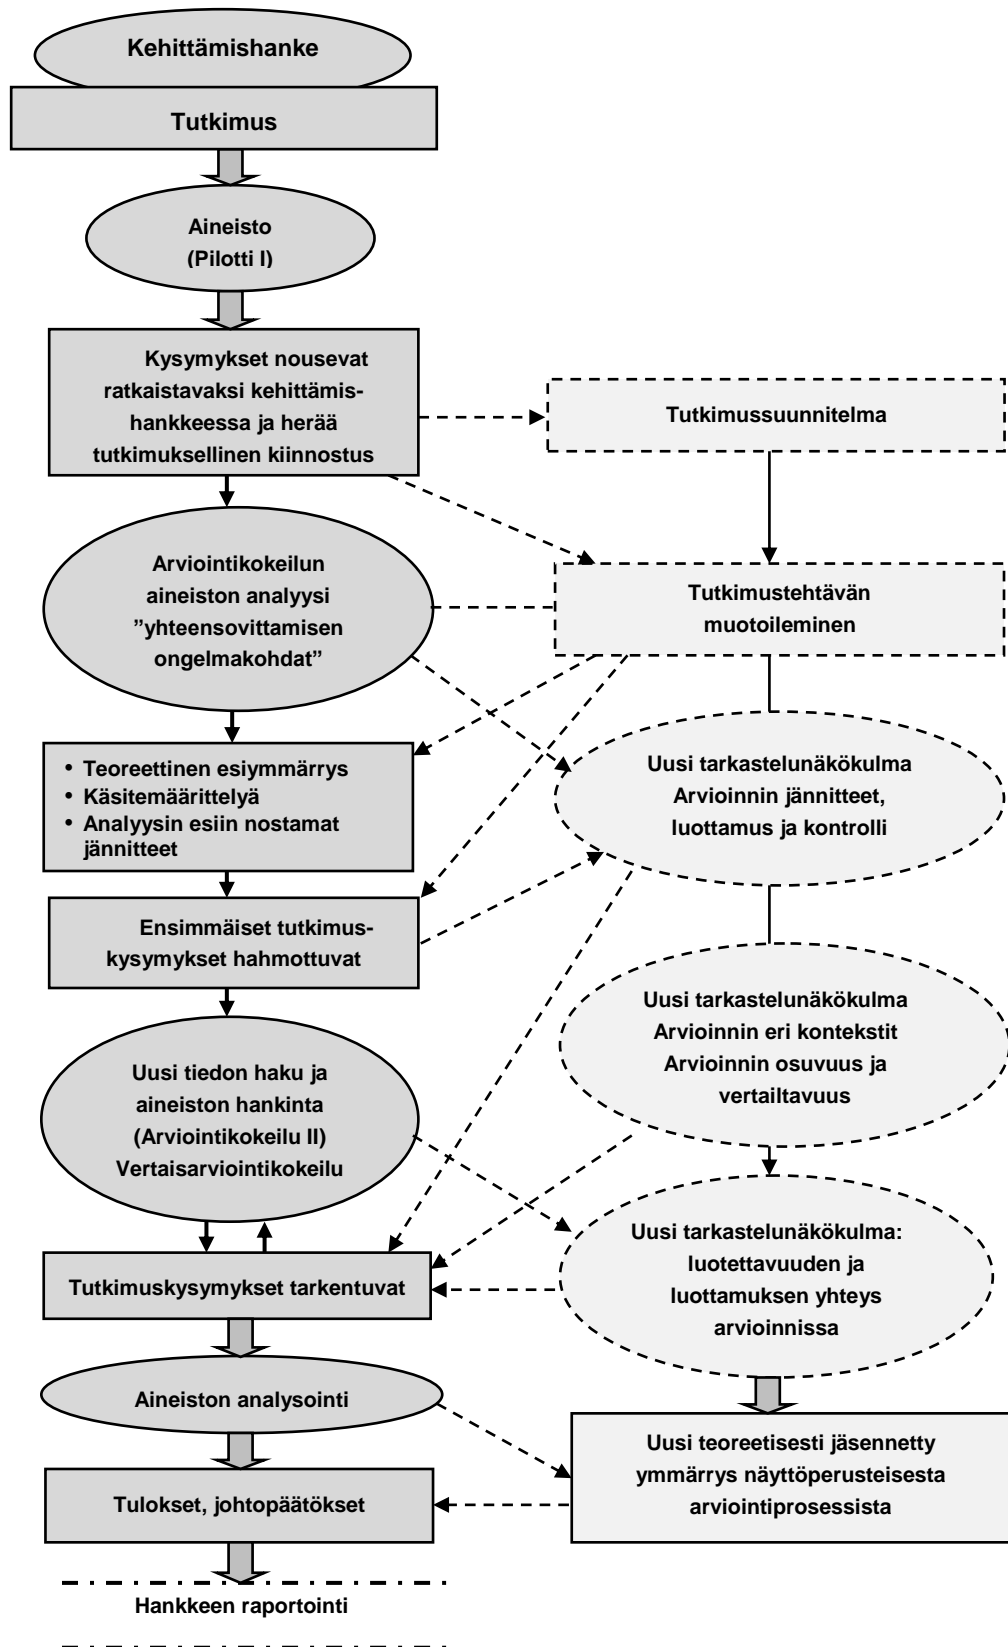 Kehittämishanke
Tutkimus
Aineisto
(Pilotti I)
Kysymykset nousevat
ratkaistavaksi kehittämis-
hankkeessa ja herää
tutkimuksellinen kiinnostus
Tutkimussuunnitelma
Arviointikokeilun
aineiston analyysi
”yhteensovittamisen
ongelmakohdat”
Tutkimustehtävän
muotoileminen
• Teoreettinen esiymmärrys
• Käsitemäärittelyä
• Analyysin esiin nostamat
jännitteet
Uusi tarkastelunäkökulma
Arvioinnin jännitteet,
luottamus ja kontrolli
Ensimmäiset tutkimus-
kysymykset hahmottuvat
Uusi tarkastelunäkökulma
Arvioinnin eri kontekstit
Arvioinnin osuvuus ja
vertailtavuus
Uusi tiedon haku ja
aineiston hankinta
(Arviointikokeilu II)
Vertaisarviointikokeilu
Uusi tarkastelunäkökulma:
luotettavuuden ja
luottamuksen yhteys
arvioinnissa
Tutkimuskysymykset tarkentuvat
Aineiston analysointi
Uusi teoreetisesti jäsennetty
ymmärrys näyttöperusteisesta
arviointiprosessista
Tulokset, johtopäätökset
Hankkeen raportointi